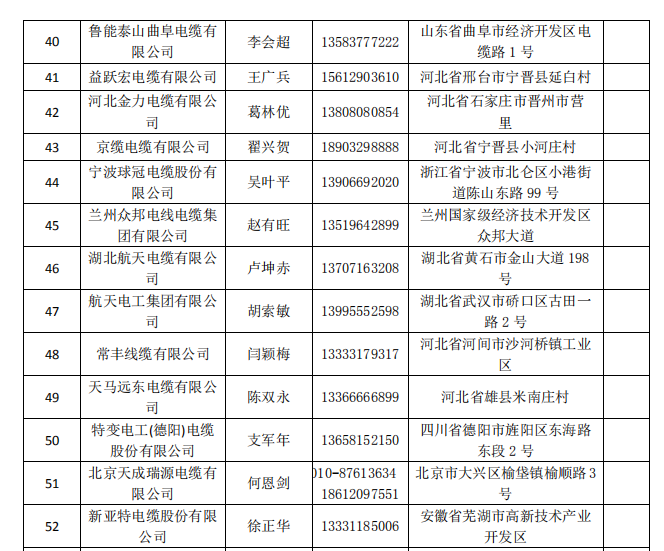 40 鲁能泰山曲阜电缆有 李会超 13583777222 山东省曲阜市经济开发区电
限公司 缆路 1 号
41 益跃宏电缆有限公司 王广兵 15612903610 河北省邢台市宁晋县延白村
42 河北金力电缆有限公 葛林优 13808080854 河北省石家庄市晋州市营
司 里
43 京缆电缆有限公司 翟兴贺 18903298888 河北省宁晋县小河庄村
44 宁波球冠电缆股份有 吴叶平 13906692020 浙江省宁波市北仑区小港街
限公司 道陈山东路 99 号
45 兰州众邦电线电缆集 赵有旺 13519642899 兰州国家级经济技术开发区
团有限公司 众邦大道
46 湖北航天电缆有限公 卢坤赤 13707163208 湖北省黄石市金山大道 198
司 号
47 航天电工集团有限公 胡索敏 13995552598 湖北省武汉市硚口区古田一
司 路 2 号
48 常丰线缆有限公司 闫颖梅 13333179317 河北省河间市沙河桥镇工业
区
49 天马远东电缆有限公 陈双永 13366666899 河北省雄县米南庄村
司
50 特变电工(德阳)电缆 支军年 13658152150 四川省德阳市旌阳区东海路
股份有限公司 东段 2 号
51 北京天成瑞源电缆有 何恩剑 010-87613634 北京市大兴区榆垡镇榆顺路 3
限公司 18612097551 号
52 新亚特电缆股份有限 徐正华 13331185006 安徽省芜湖市高新技术产业
公司 开发区